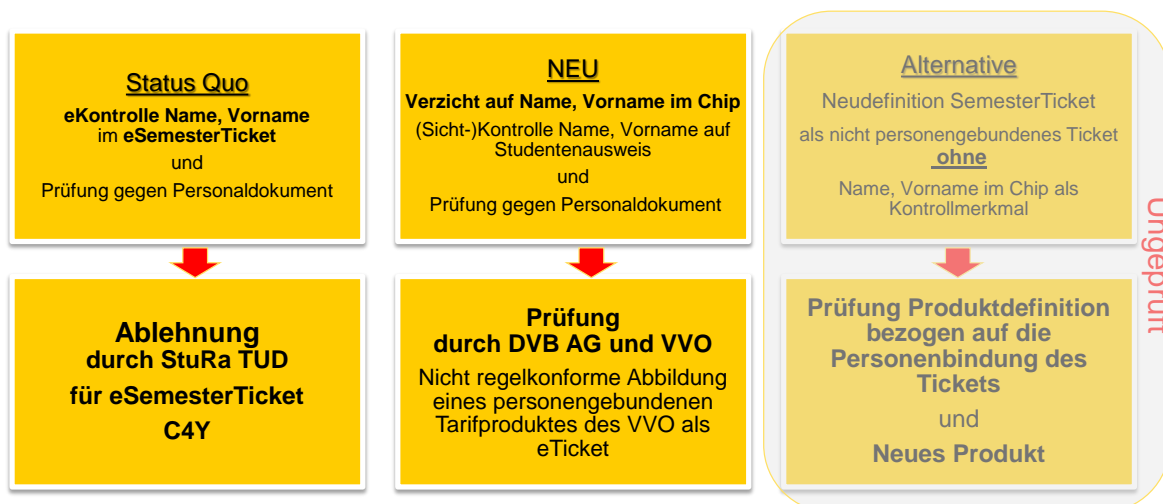 Status Quo
eKontrolle Name, Vorname
im eSemesterTicket
und
Prüfung gegen Personaldokument
Ablehnung
durch StuRa TUD
für eSemesterTicket
C4Y
NEU
Verzicht auf Name, Vorname im Chip
(Sicht-)Kontrolle Name, Vorname auf
Studentenausweis
und
Prüfung gegen Personaldokument
Prüfung
durch DVB AG und VVO
Nicht regelkonforme Abbildung
eines personengebundenen
Tarifproduktes des VVO als
eTicket
Alternative
Neudefinition SemesterTicket
als nicht personengebundenes Ticket
ohne
Name, Vorname im Chip als
Kontrollmerkmal
Prüfung Produktdefinition
bezogen auf die
Personenbindung des
Tickets
und
Neues Produkt
Ungeprüft